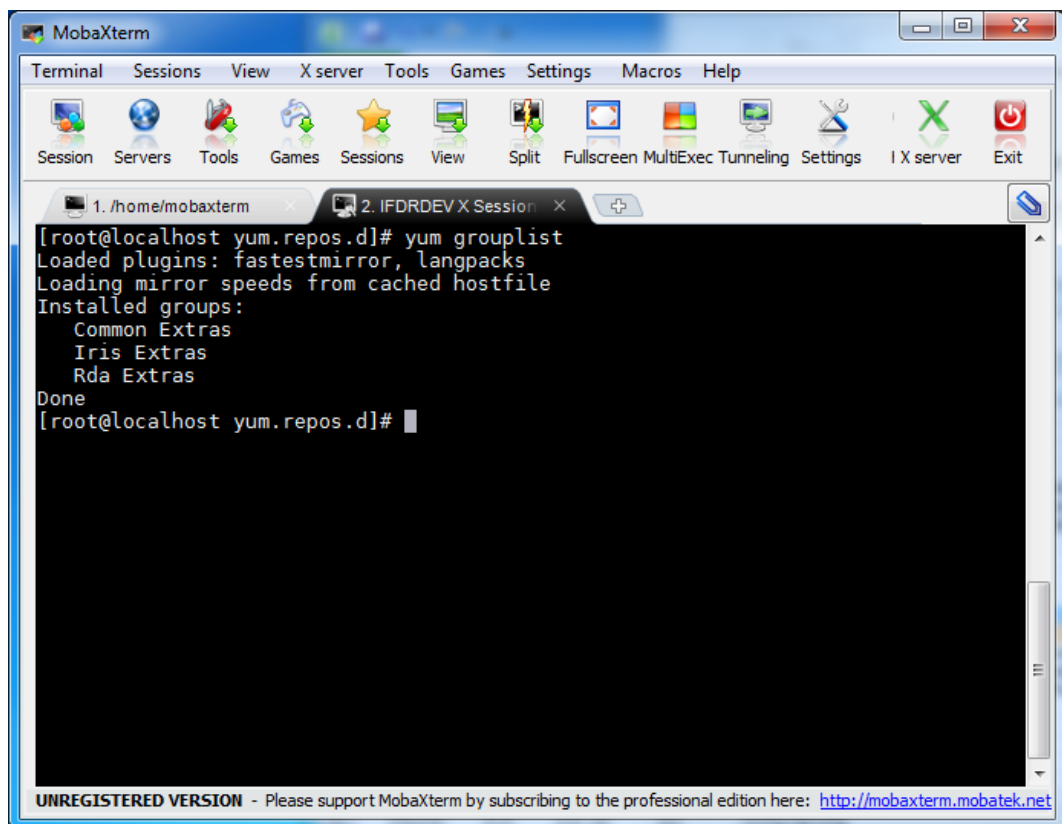 MobaXterm
Terminal Sessions View X server Tools Games Settings Macros Help
Session Servers Tools Games Sessions View Split Fullscreen MultiExec Tunneling Settings X server Exit
1. /home/mobaxterm 2. IFDRDEV X Session
[root@localhost yum.repos.d]# yum grouplist
Loaded plugins: fastestmirror, langpacks
Loading mirror speeds from cached hostfile
Installed groups:
Common Extras
Iris Extras
Rda Extras
Done
[root@localhost yum.repos.d]#
UNREGISTERED VERSION - Please support MobaXterm by subscribing to the professional edition here: http://mobaxterm.mobatek.net